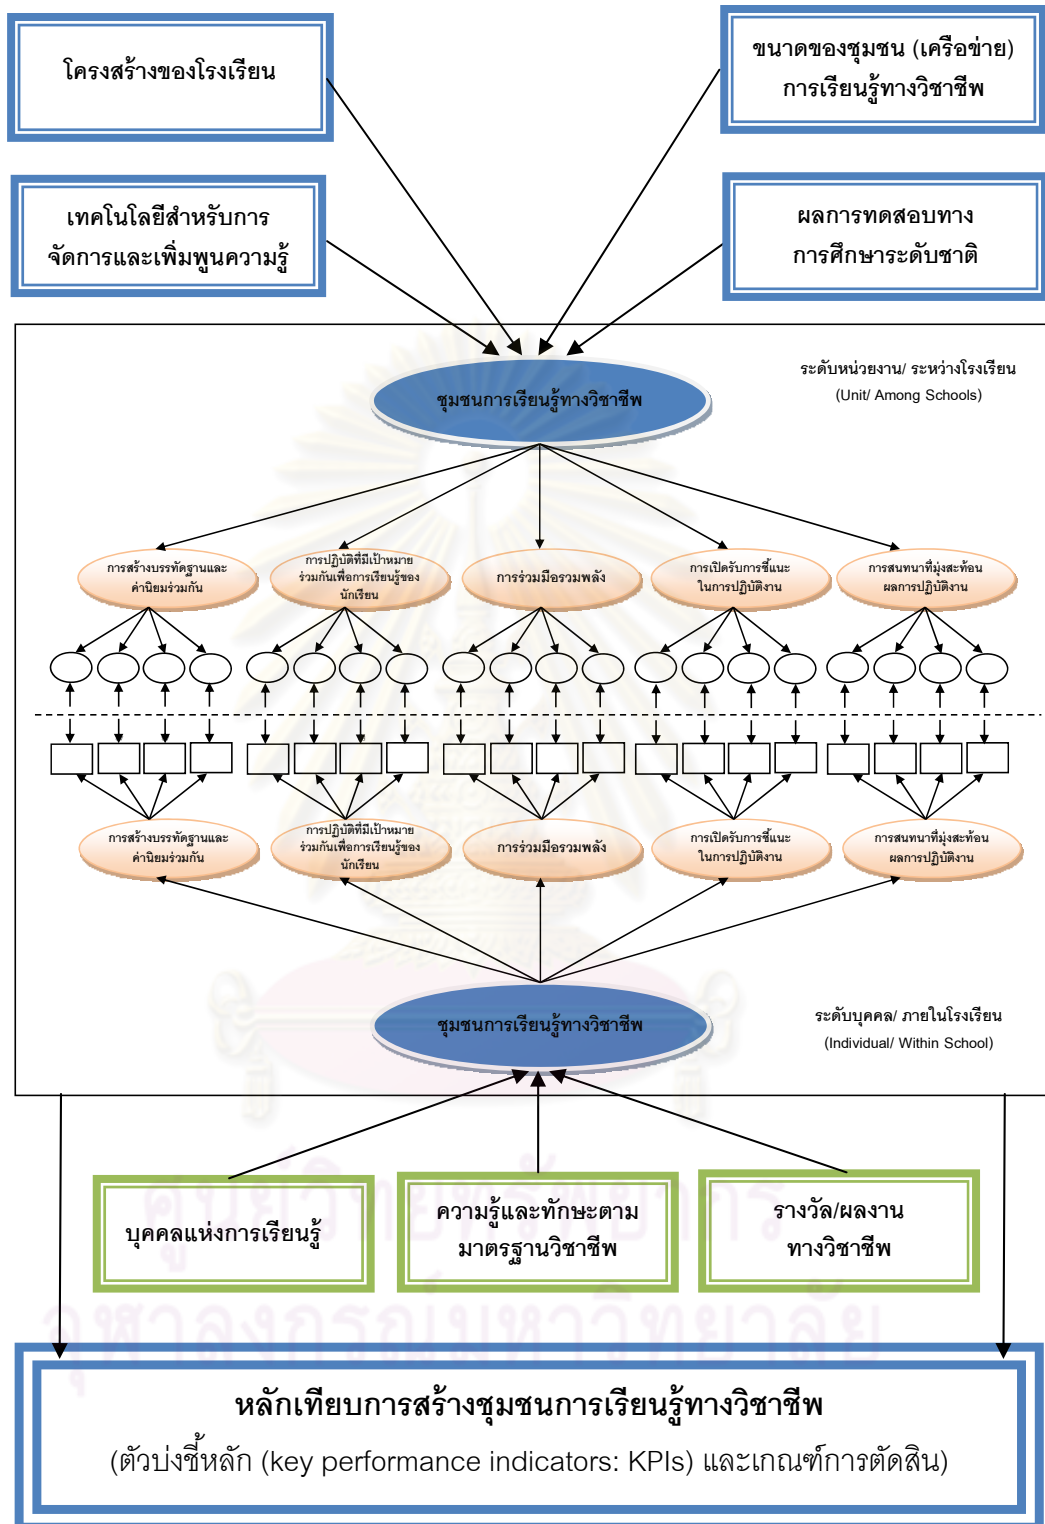 โครงสร้างของโรงเรียน
ขนาดของชุมชน (เครือขาย)
การเรียนรู้ทางวิชาชีพ
เทคโนโลยีสำหรับการ
จัดการและเพิ่มพูนความรู้
ผลการทดสอบทาง
การศึกษาระดับชาติ
ระดับหน่วยงาน/ ระหว่างโรงเรียน
(Unit/ Among Schools)
ชุมชนการเรียนรู้ทางวิชาชีพ
การสร้างบรรทัดฐานและ
ค่านิยมร่วมกัน
การปฏิบัติที่มีเป้าหมาย
ร่วมกันเพื่อการเรียนรู้ของ
นักเรียน
การร่วมมือรวมพลัง
การเปิดรับการชี้แนะ
ในการปฏิบัติงาน
การสนทนาที่มุ่งสะท้อน
ผลการปฏิบัติงาน
การสร้างบรรทัดฐานและ
ค่านิยมร่วมกัน
การปฏิบัติที่มีเป้าหมาย
ร่วมกันเพื่อการเรียนรู้ของ
นักเรียน
การร่วมมือรวมพลัง
การเปิดรับการชี้แนะ
ในการปฏิบัติงาน
การสนทนาที่มุ่งสะท้อน
ผลการปฏิบัติงาน
ชุมชนการเรียนรู้ทางวิชาชีพ
ระดับบุคคล/ ภายในโรงเรียน
(Individual/ Within School)
บุคคลแห่งการเรียนรู้
ความรู้และทักษะตาม
มาตรฐานวิชาชีพ
รางวัล/ผลงาน
ทางวิชาชีพ
ศูนย์วิทยทรัพยากร
จุฬาลงกรณ์มหาวิทยาลัย
หลักเทียบการสร้างชุมชนการเรียนรู้ทางวิชาชีพ
(ตัวบ่งชี้หลัก (key performance indicators: KPIs) และเกณฑ์การตัดสิน)